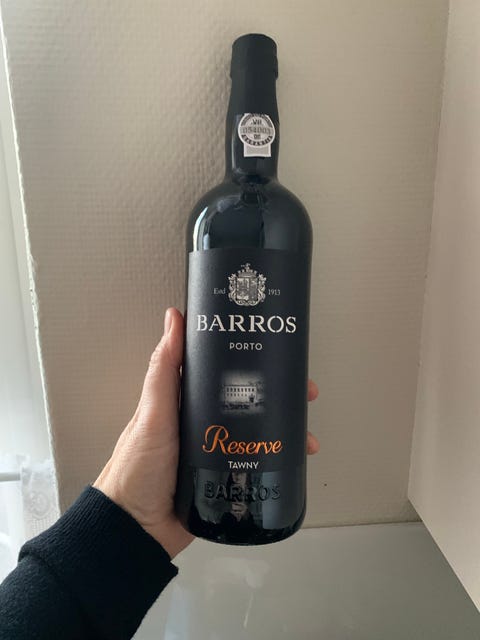 Estd 1913
BARROS
PORTO
Reserve
TAWNY
BARROS